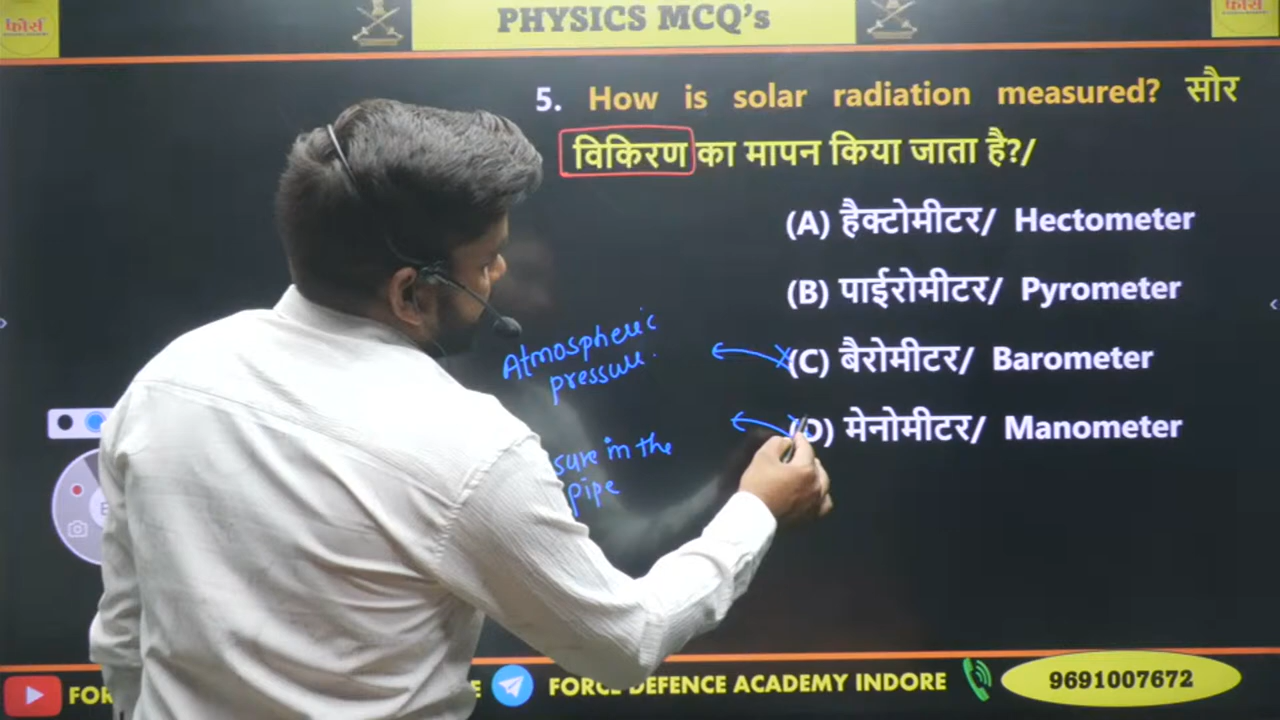 फोर्स
PHYSICS MCQ's
फोर्स
5. How is solar radiation measured? सौर
विकिरण का मापन किया जाता है?/
(A) हैक्टोमीटर/ Hectometer
(B) पाईरोमीटर/ Pyrometer
Atmospheric
pressure.
(C) बैरोमीटर/ Barometer
(D) मेनोमीटर/ Manometer
sure in the
pipe
FOR
E
FORCE DEFENCE ACADEMY INDORE
9691007672